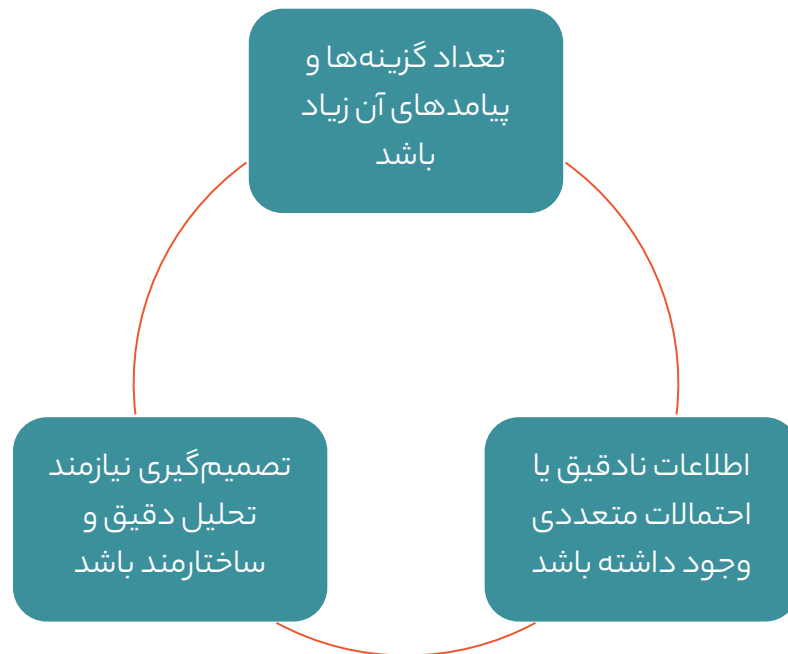 تعداد گزینه‌ها و
پیامدهای آن زیاد
باشد
اطلاعات نادقیق یا
احتمالات متعددی
وجود داشته باشد
تصمیم‌گیری نیازمند
تحلیل دقیق و
ساختارمند باشد